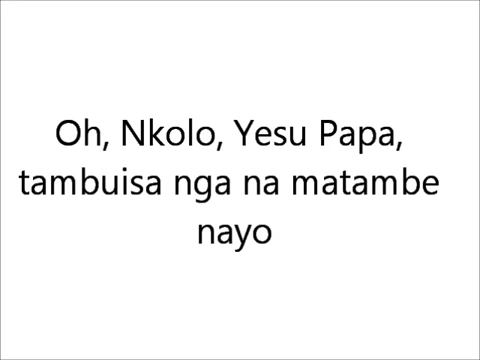 Oh, Nkolo, Yesu Papa,
tambuisa nga na matambe
nayo